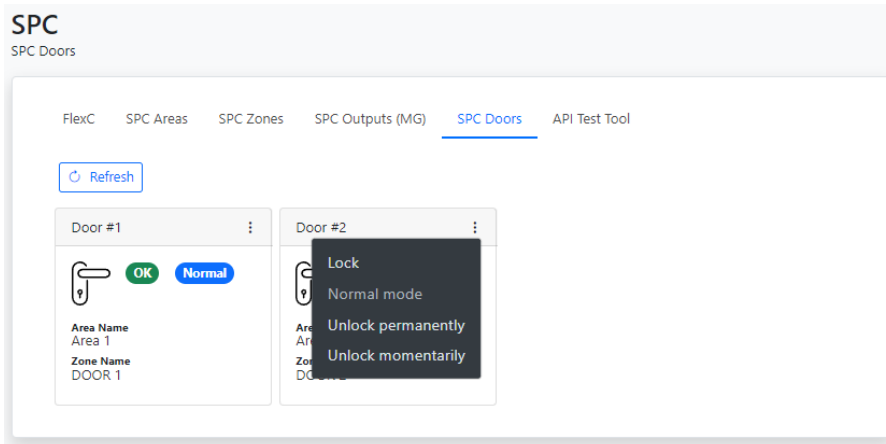 SPC
SPC Doors
FlexC SPC Areas SPC Zones SPC Outputs (MG) SPC Doors API Test Tool
Refresh
Door #1
OK Normal
Area Name
Area 1
Zone Name
DOOR 1
Door #2
Lock
Normal mode
Unlock permanently
Unlock momentarily